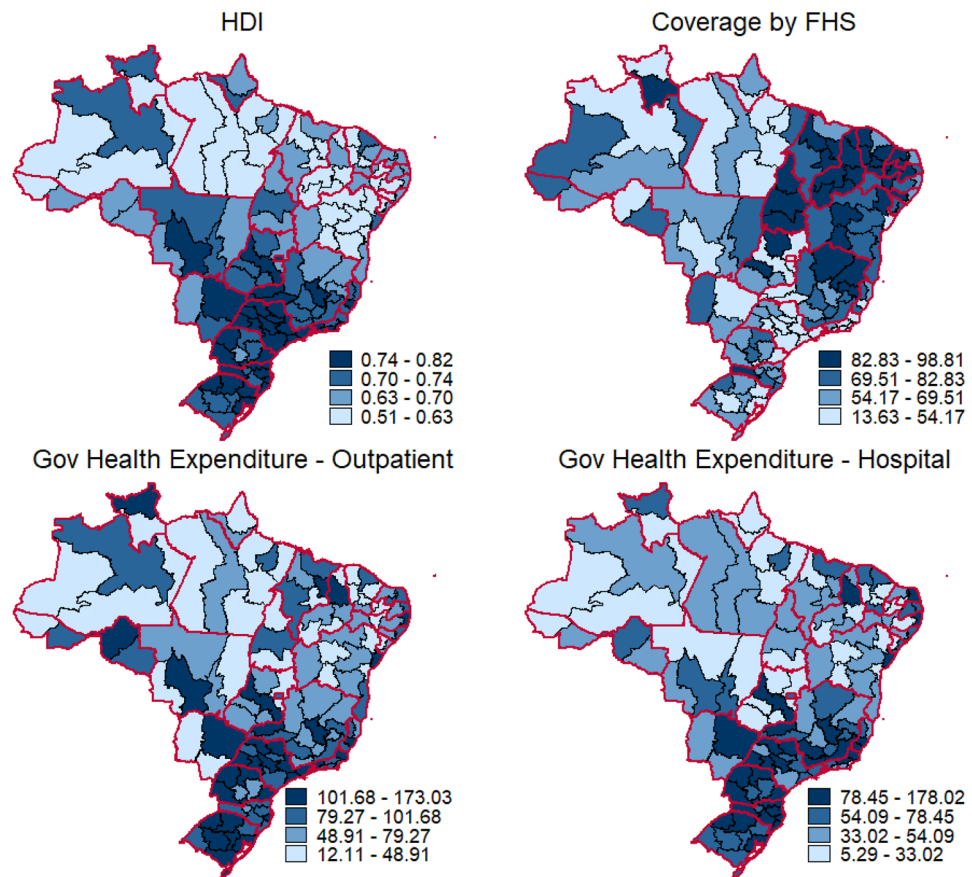 HDI
Coverage by FHS
0.74 - 0.82
0.70 - 0.74
0.63 - 0.70
0.51 - 0.63
82.83 - 98.81
69.51 - 82.83
54.17 - 69.51
13.63 - 54.17
Gov Health Expenditure - Outpatient
Gov Health Expenditure - Hospital
101.68 - 173.03
79.27 - 101.68
48.91 - 79.27
12.11 - 48.91
78.45 - 178.02
54.09 - 78.45
33.02 - 54.09
5.29 - 33.02